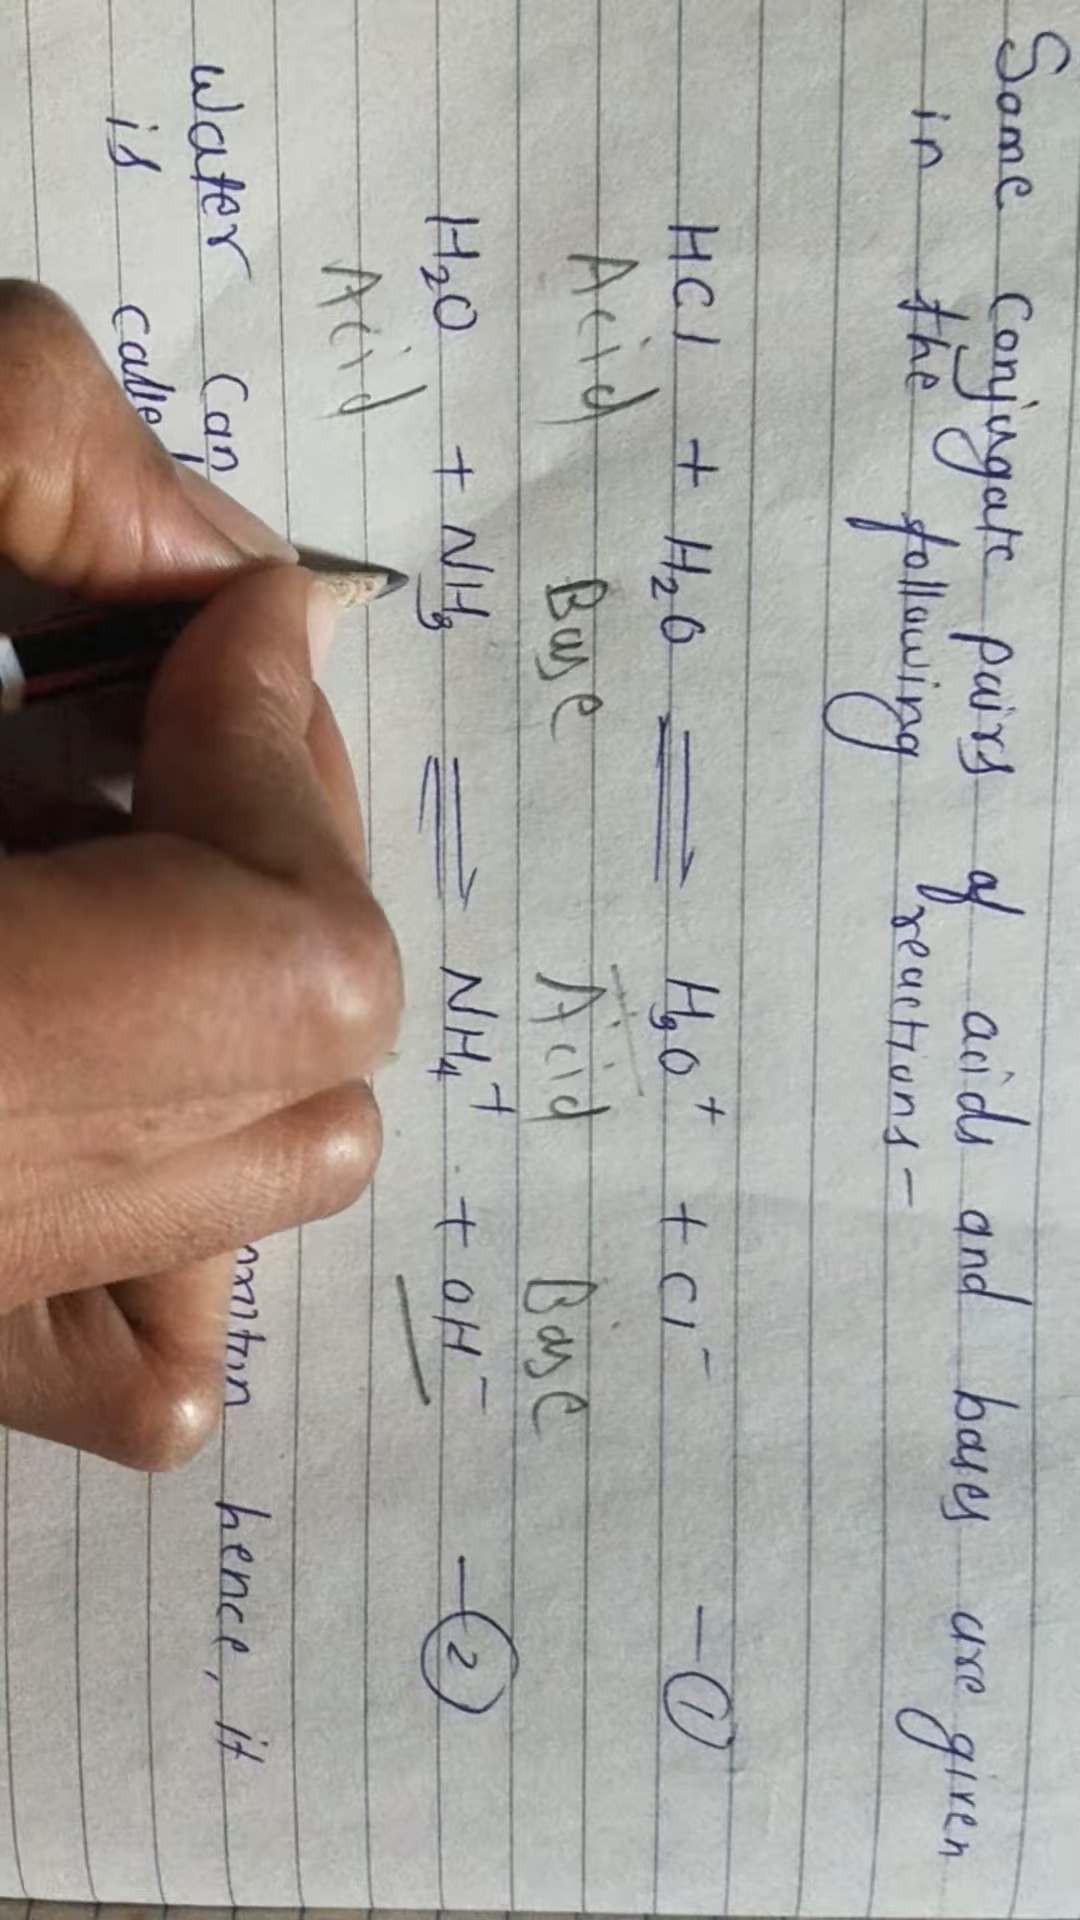 Some conjugate pairs of acids and bases are given
in the following reactions-
HCl + H₂O ⇌ H₃O⁺ + Cl⁻ —①
Acid Base Acid Base
H₂O + NH₃ ⇌ NH₄⁺ + OH⁻ —②
Acid
Water can hence, it
is